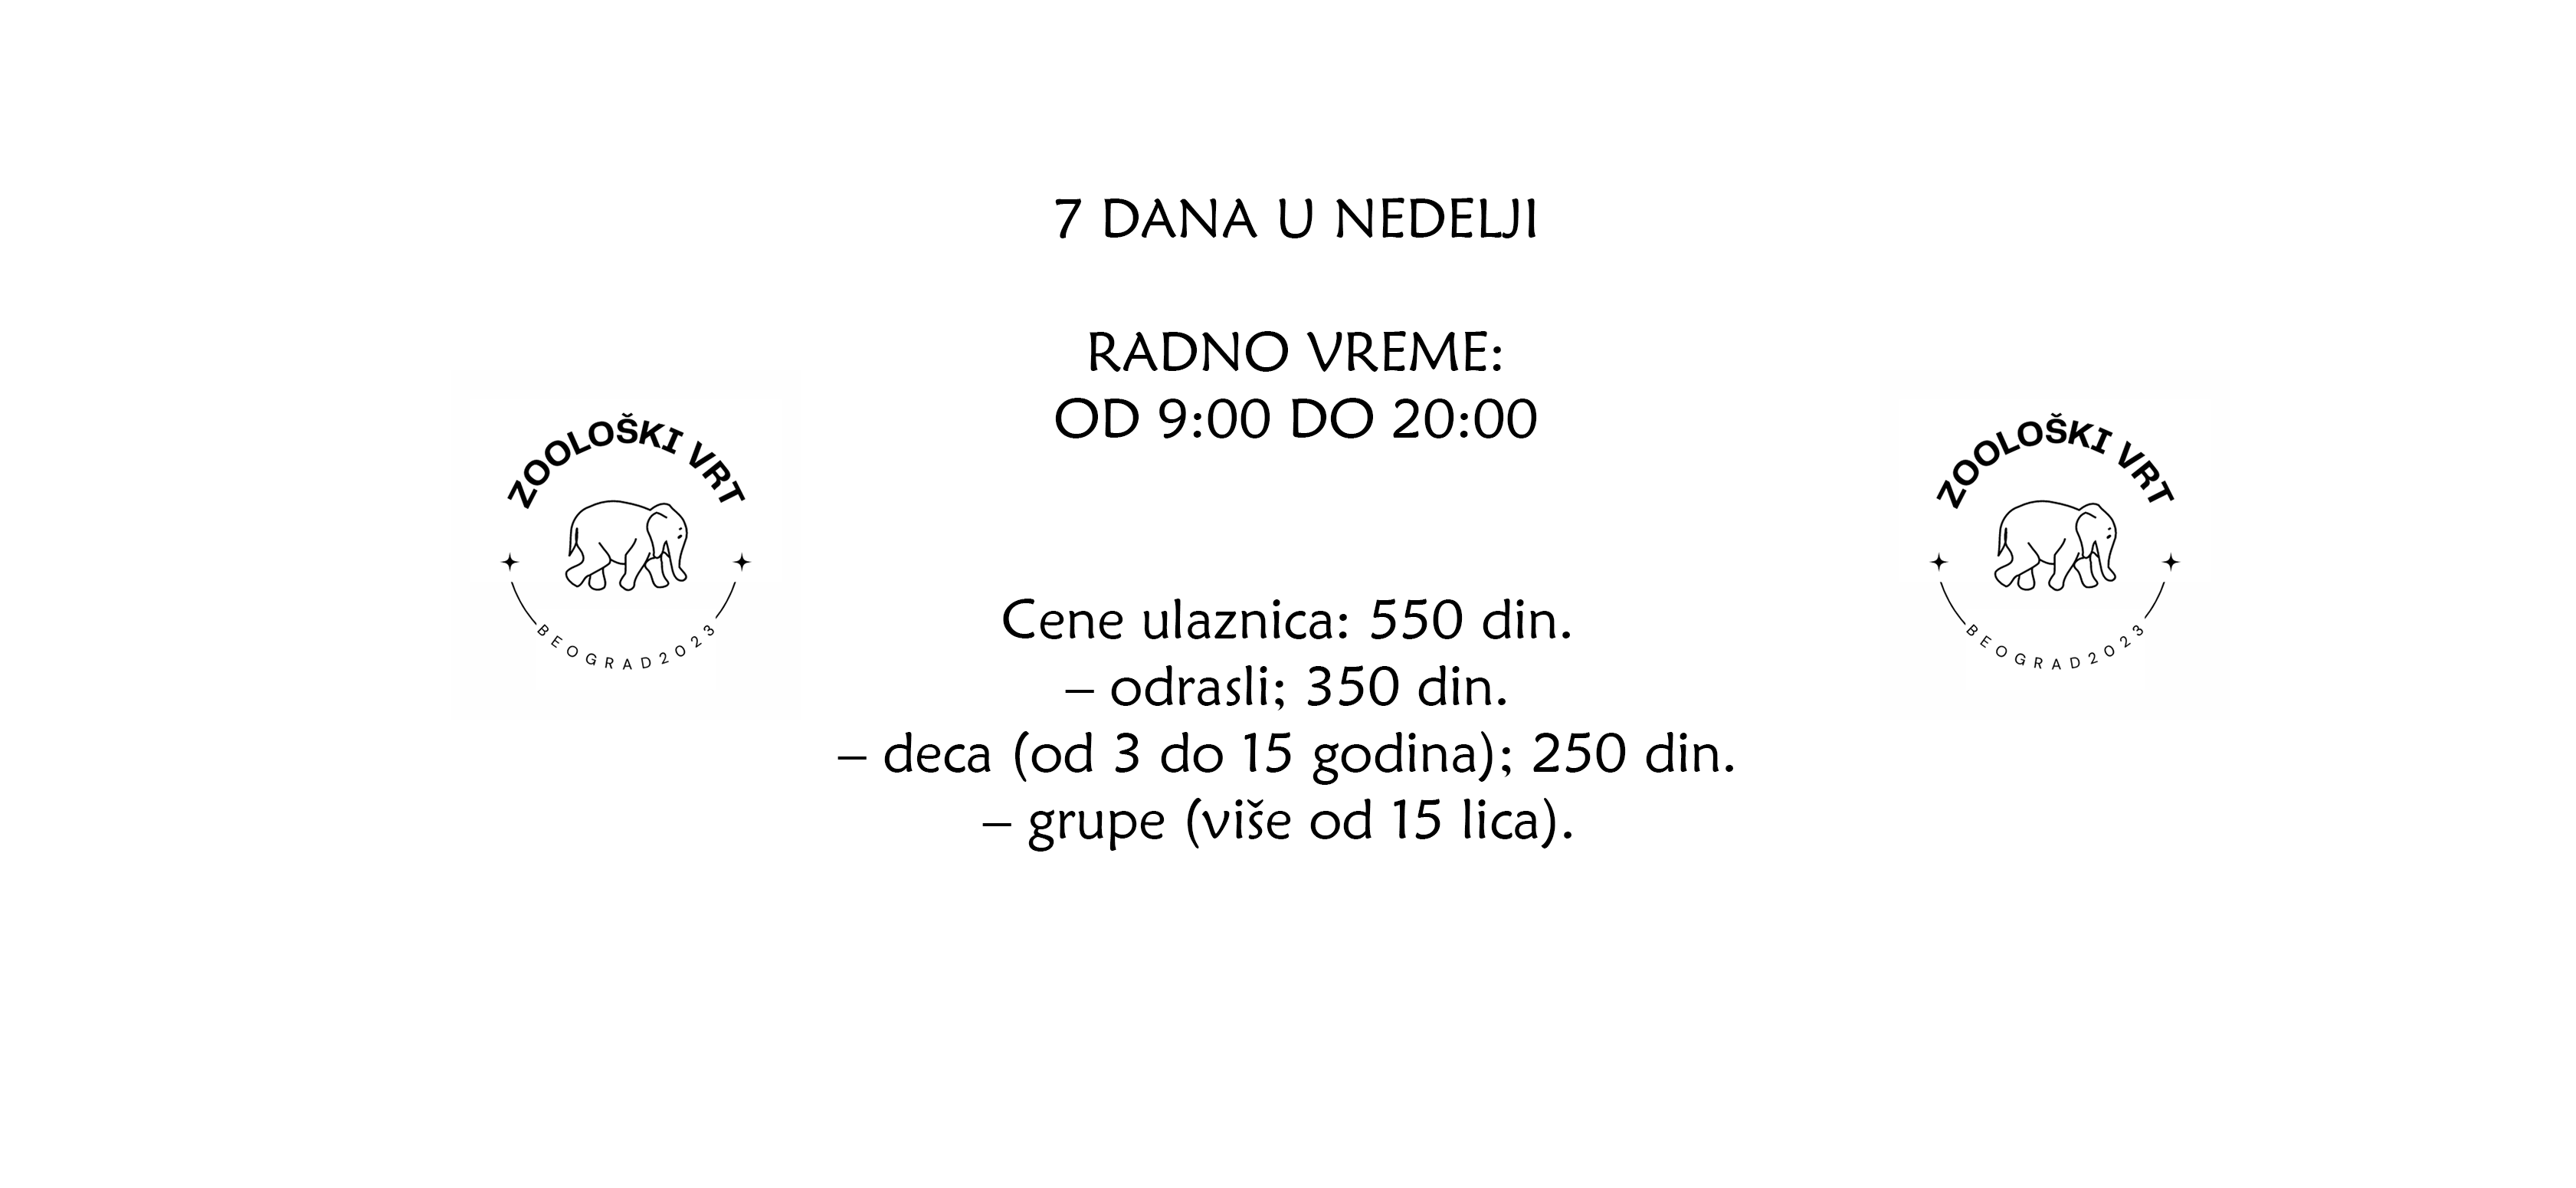 7 DANA U NEDELJI
RADNO VREME:
OD 9:00 DO 20:00
ZOOLOŠKI VRT
BEOGRAD2023
ZOOLOŠKI VRT
BEOGRAD2023
Cene ulaznica: 550 din.
– odrasli; 350 din.
– deca (od 3 do 15 godina); 250 din.
– grupe (više od 15 lica).